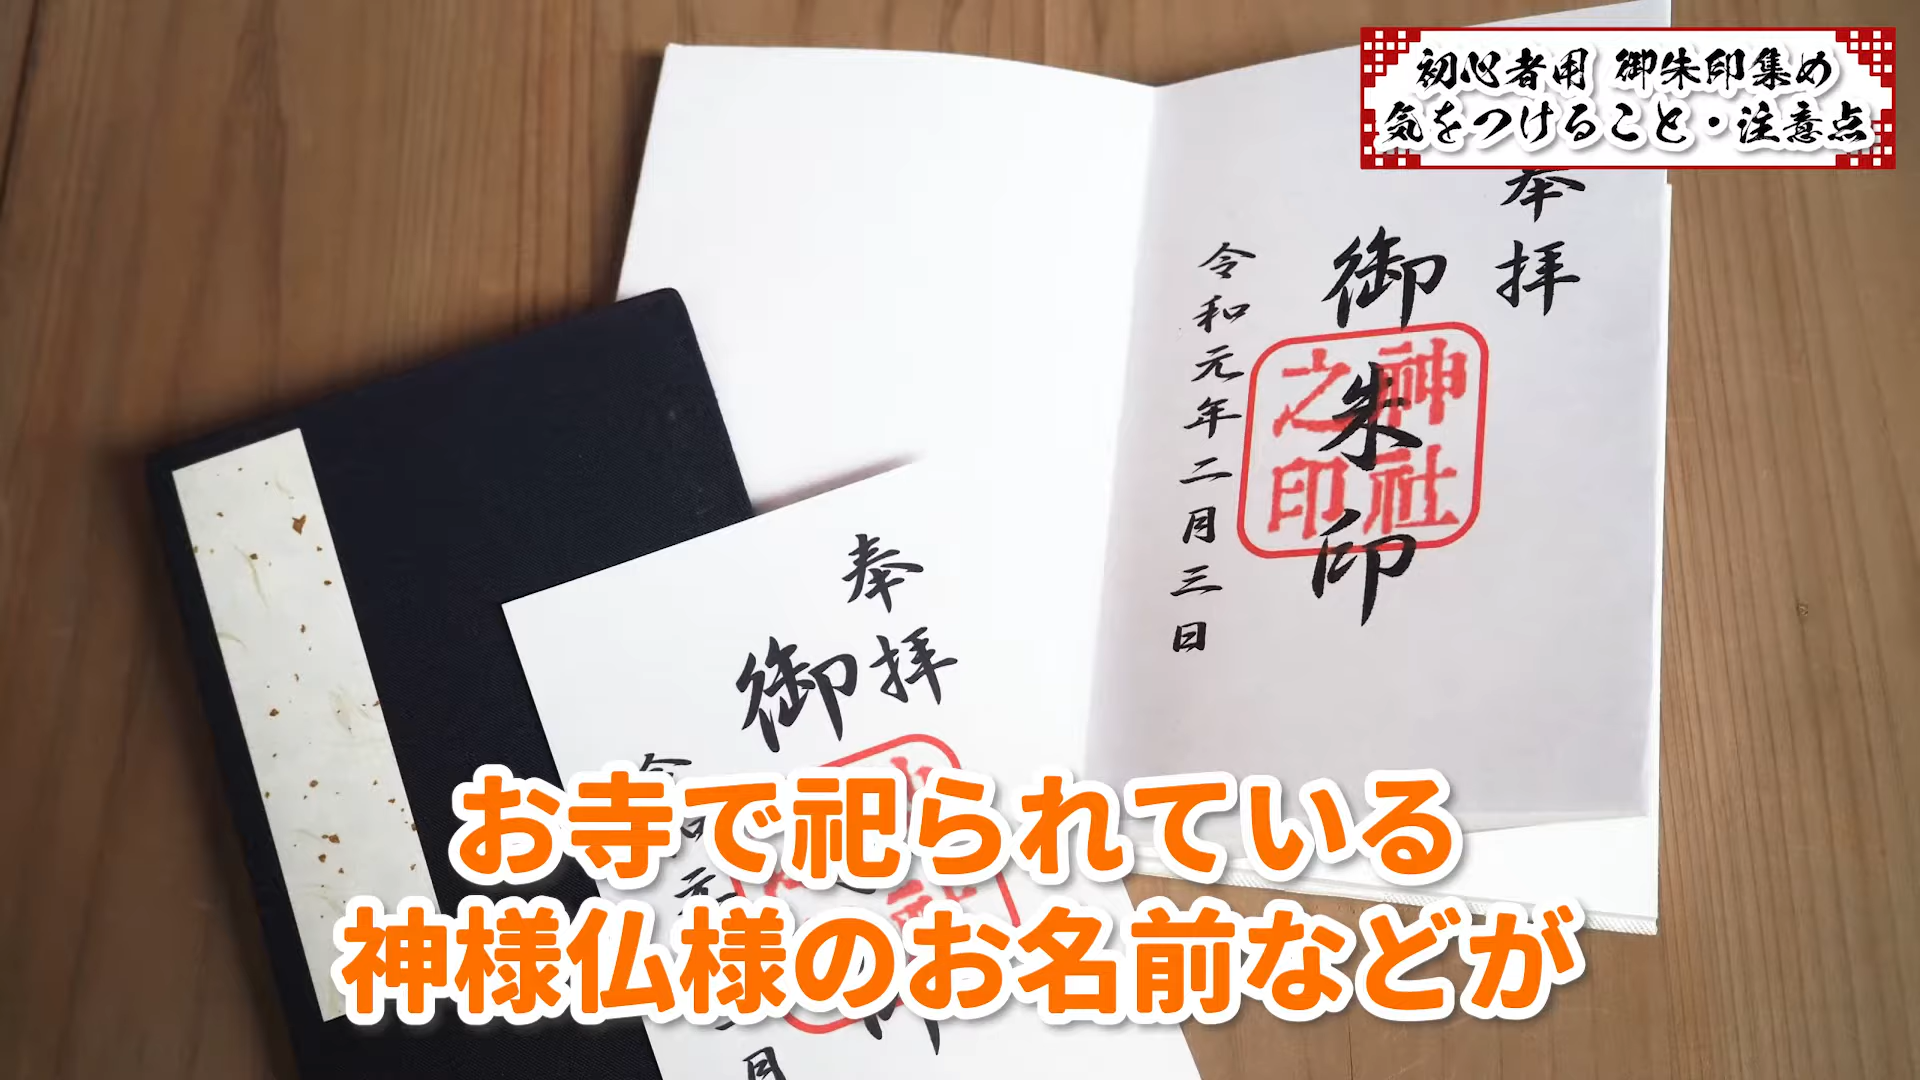 初心者用 御朱印集め
気をつけること・注意点
奉拝
御朱印
神社之印
令和元年二月三日
奉拝
御
お寺で祀られている
神様仏様のお名前などが